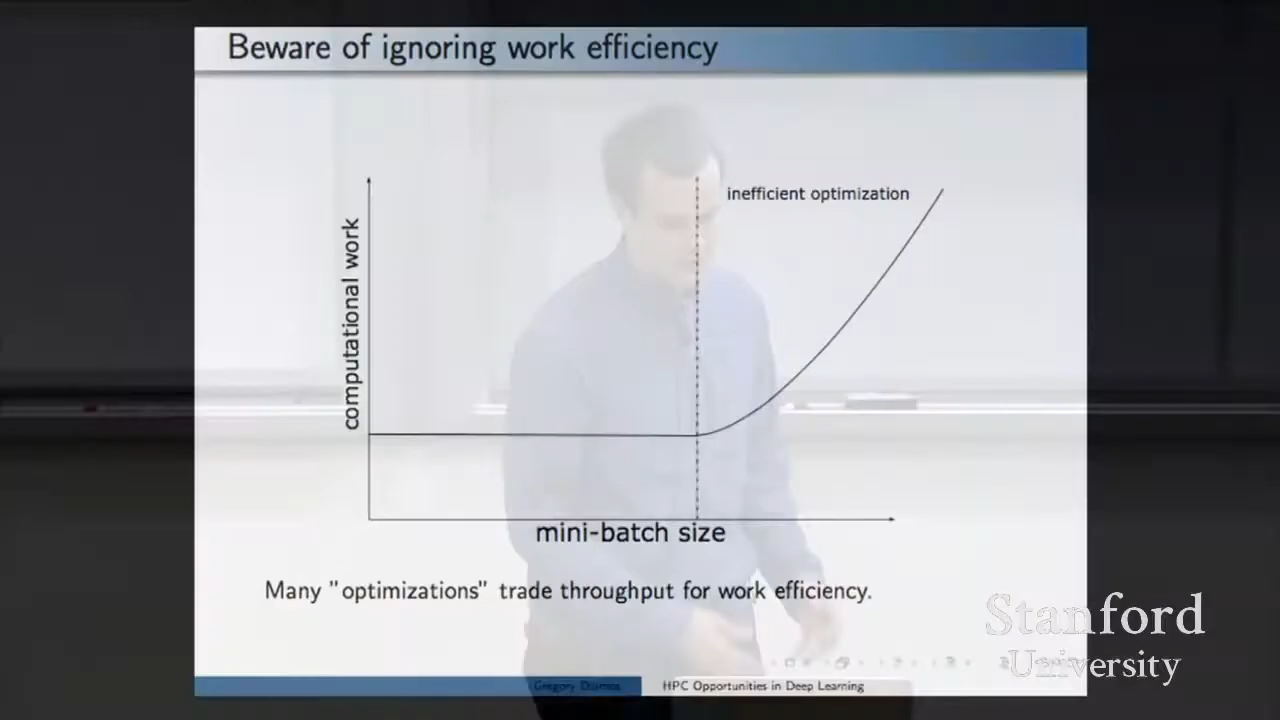 Beware of ignoring work efficiency
inefficient optimization
computational work
mini-batch size
Many "optimizations" trade throughput for work efficiency.
Stanford
University
Gregory Diamos
HPC Opportunities in Deep Learning